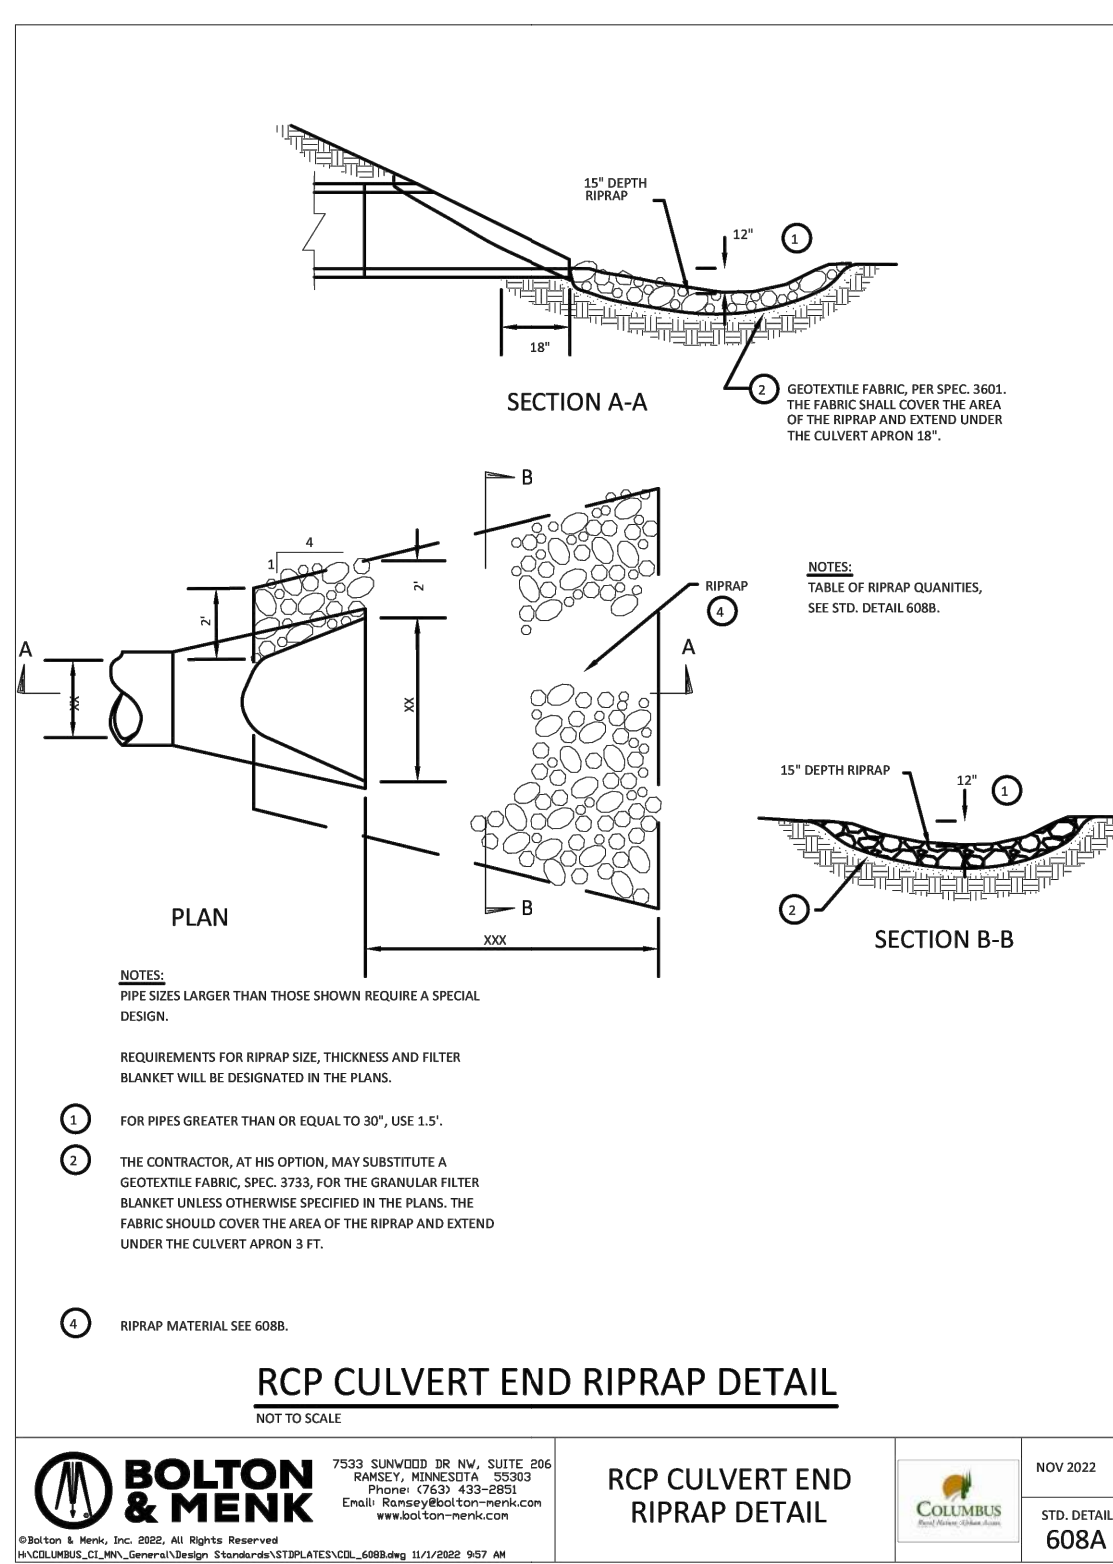 15" DEPTH
RIPRAP
12"
1
18"
SECTION A-A
2
GEOTEXTILE FABRIC, PER SPEC. 3601.
THE FABRIC SHALL COVER THE AREA
OF THE RIPRAP AND EXTEND UNDER
THE CULVERT APRON 18".
B
4
1
2'
2'
RIPRAP
4
NOTES:
TABLE OF RIPRAP QUANITIES,
SEE STD. DETAIL 608B.
A
A
XX
XX
15" DEPTH RIPRAP
12"
1
2
SECTION B-B
B
PLAN
XXX
NOTES:
PIPE SIZES LARGER THAN THOSE SHOWN REQUIRE A SPECIAL
DESIGN.
REQUIREMENTS FOR RIPRAP SIZE, THICKNESS AND FILTER
BLANKET WILL BE DESIGNATED IN THE PLANS.
1
FOR PIPES GREATER THAN OR EQUAL TO 30", USE 1.5'.
2
THE CONTRACTOR, AT HIS OPTION, MAY SUBSTITUTE A
GEOTEXTILE FABRIC, SPEC. 3733, FOR THE GRANULAR FILTER
BLANKET UNLESS OTHERWISE SPECIFIED IN THE PLANS. THE
FABRIC SHOULD COVER THE AREA OF THE RIPRAP AND EXTEND
UNDER THE CULVERT APRON 3 FT.
4
RIPRAP MATERIAL SEE 608B.
RCP CULVERT END RIPRAP DETAIL
NOT TO SCALE
BOLTON
& MENK
7533 SUNWOOD DR NW, SUITE 206
RAMSEY, MINNESOTA 55303
Phone: (763) 433-2851
Email: Ramsey@bolton-menk.com
www.bolton-menk.com
©Bolton & Menk, Inc. 2022, All Rights Reserved
H:\COLUMBUS_CI_MN\_General\Design Standards\STDPLATES\COL_608B.dwg 11/1/2022 9:57 AM
RCP CULVERT END
RIPRAP DETAIL
COLUMBUS
NOV 2022
STD. DETAIL
608A